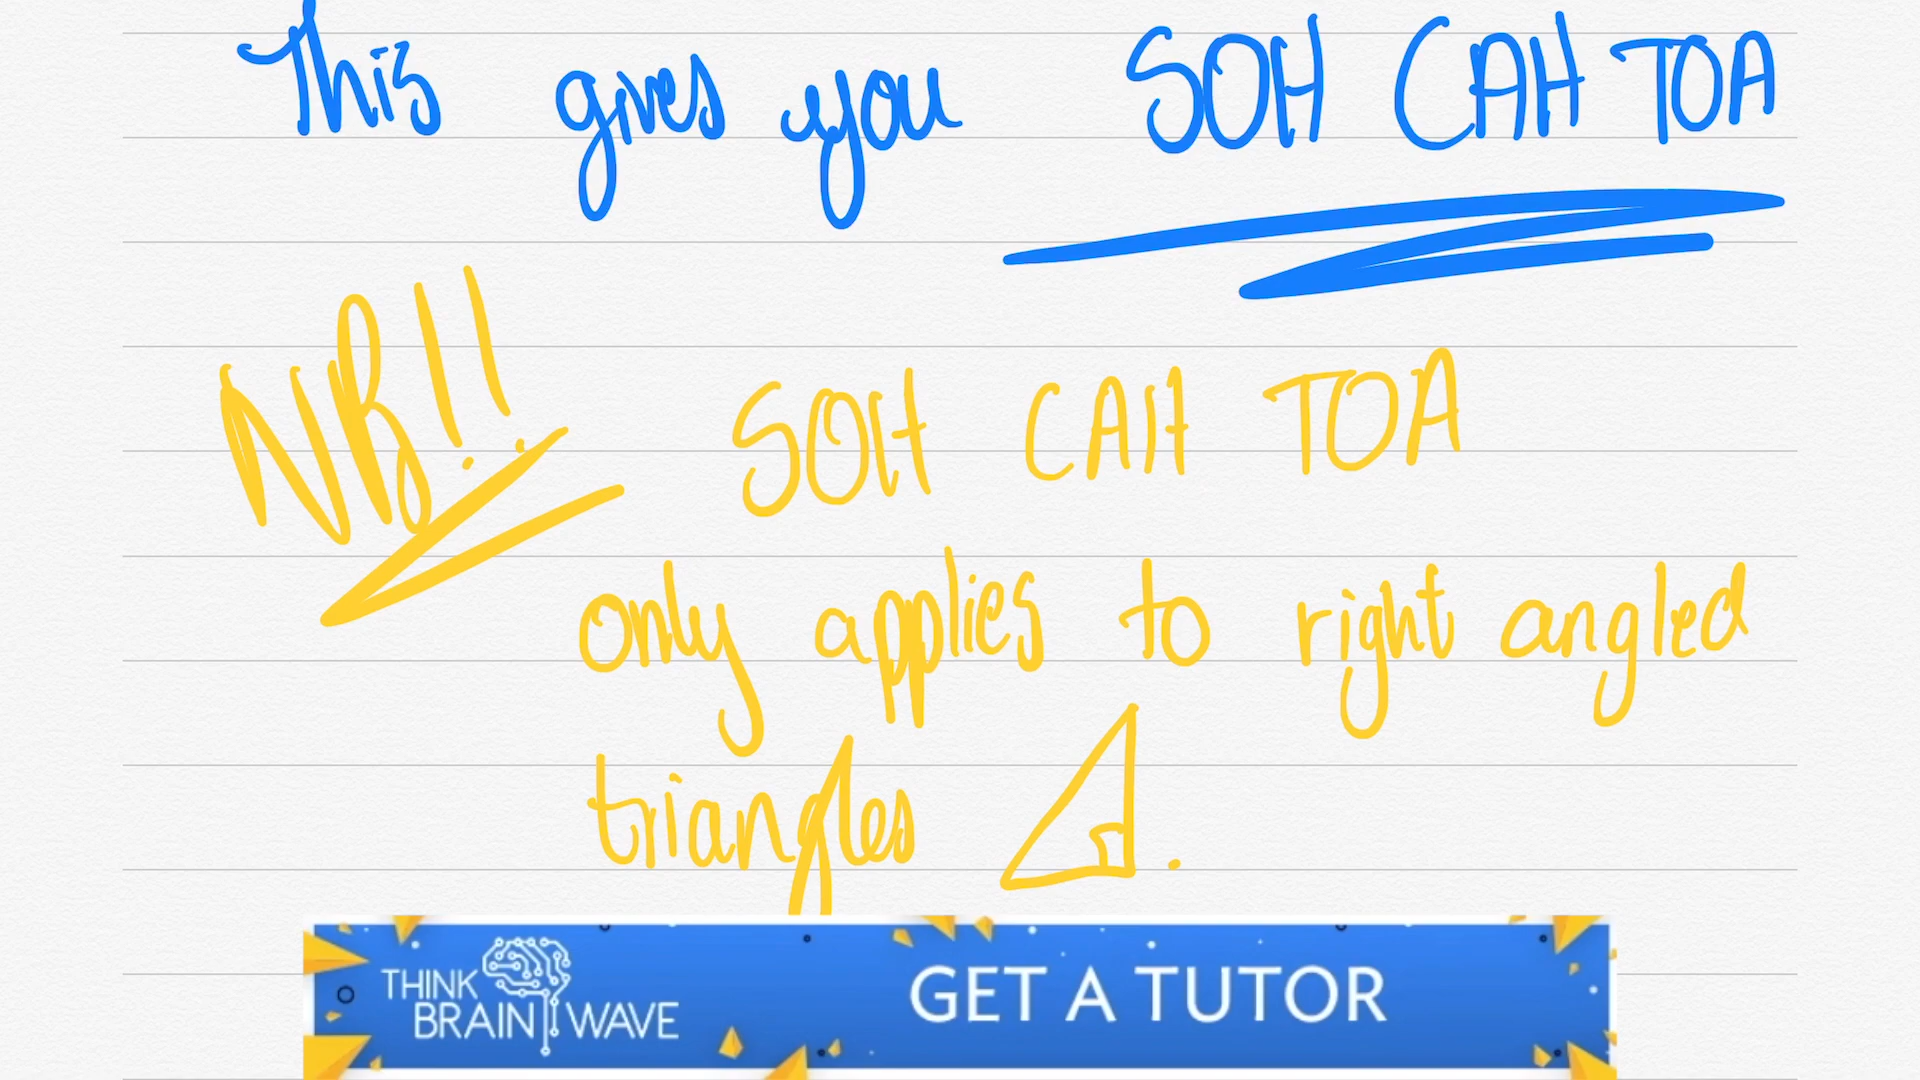 This gives you SOH CAH TOA
NB!! SOH CAH TOA
only applies to right angled
triangles .
THINK
BRAIN WAVE
GET A TUTOR